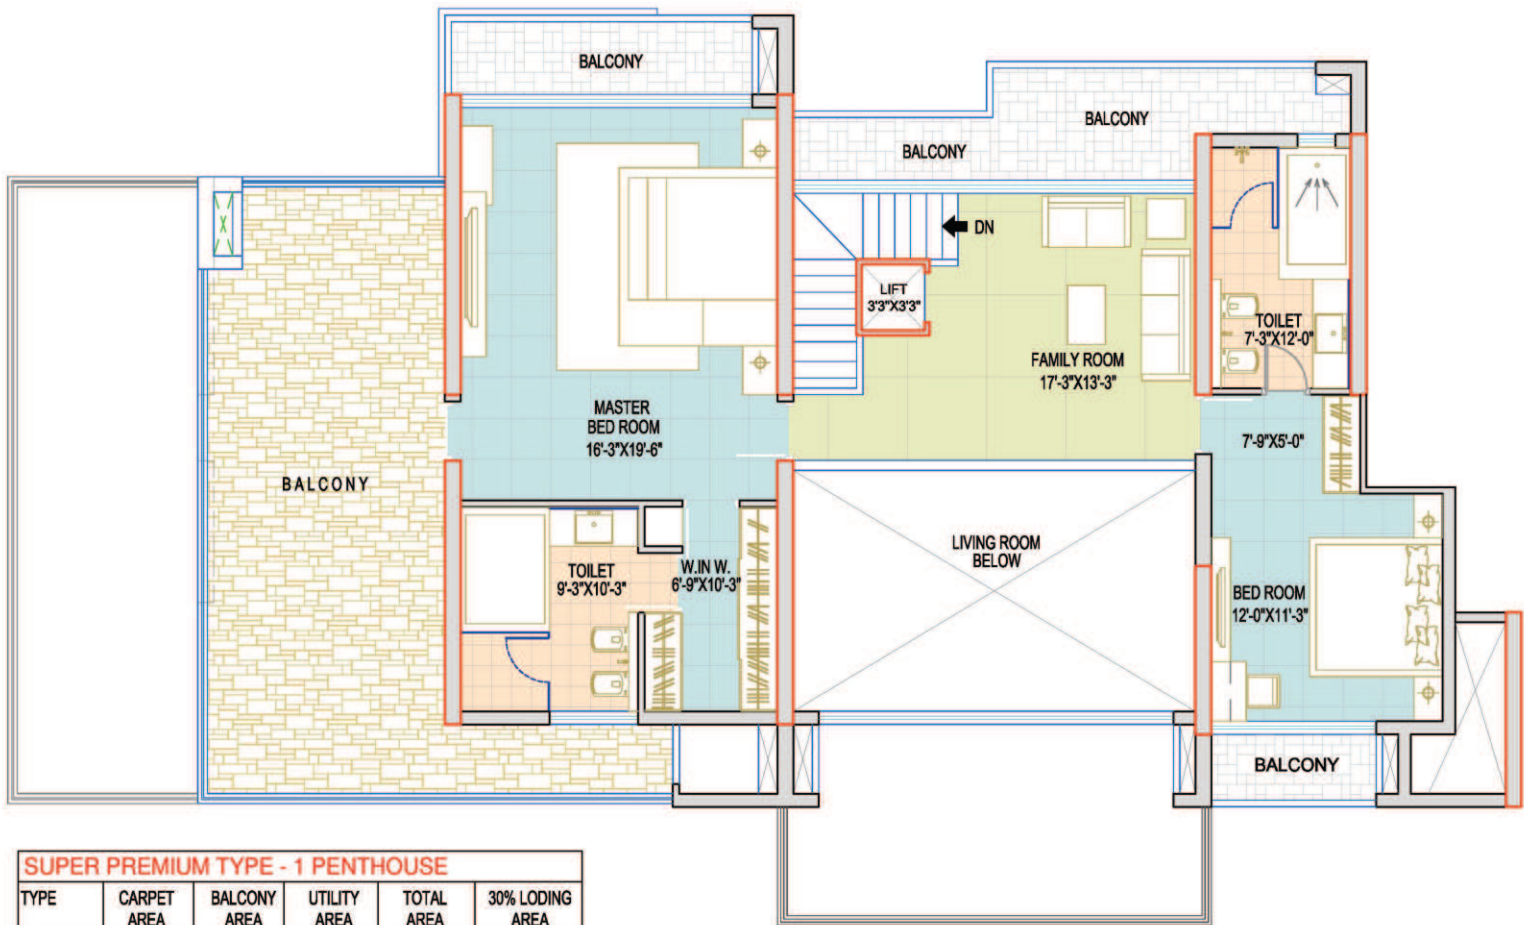 BALCONY
BALCONY
BALCONY
DN
LIFT
3'3"X3'3"
TOILET
7'-3"X12'-0"
FAMILY ROOM
17'-3"X13'-3"
MASTER
BED ROOM
16'-3"X19'-6"
7'-9"X5'-0"
BALCONY
LIVING ROOM
BELOW
TOILET
9'-3"X10'-3"
W.IN W.
6'-9"X10'-3"
BED ROOM
12'-0"X11'-3"
BALCONY
SUPER PREMIUM TYPE - 1 PENTHOUSE
TYPE CARPET BALCONY UTILITY TOTAL 30% LODING
AREA AREA AREA AREA AREA